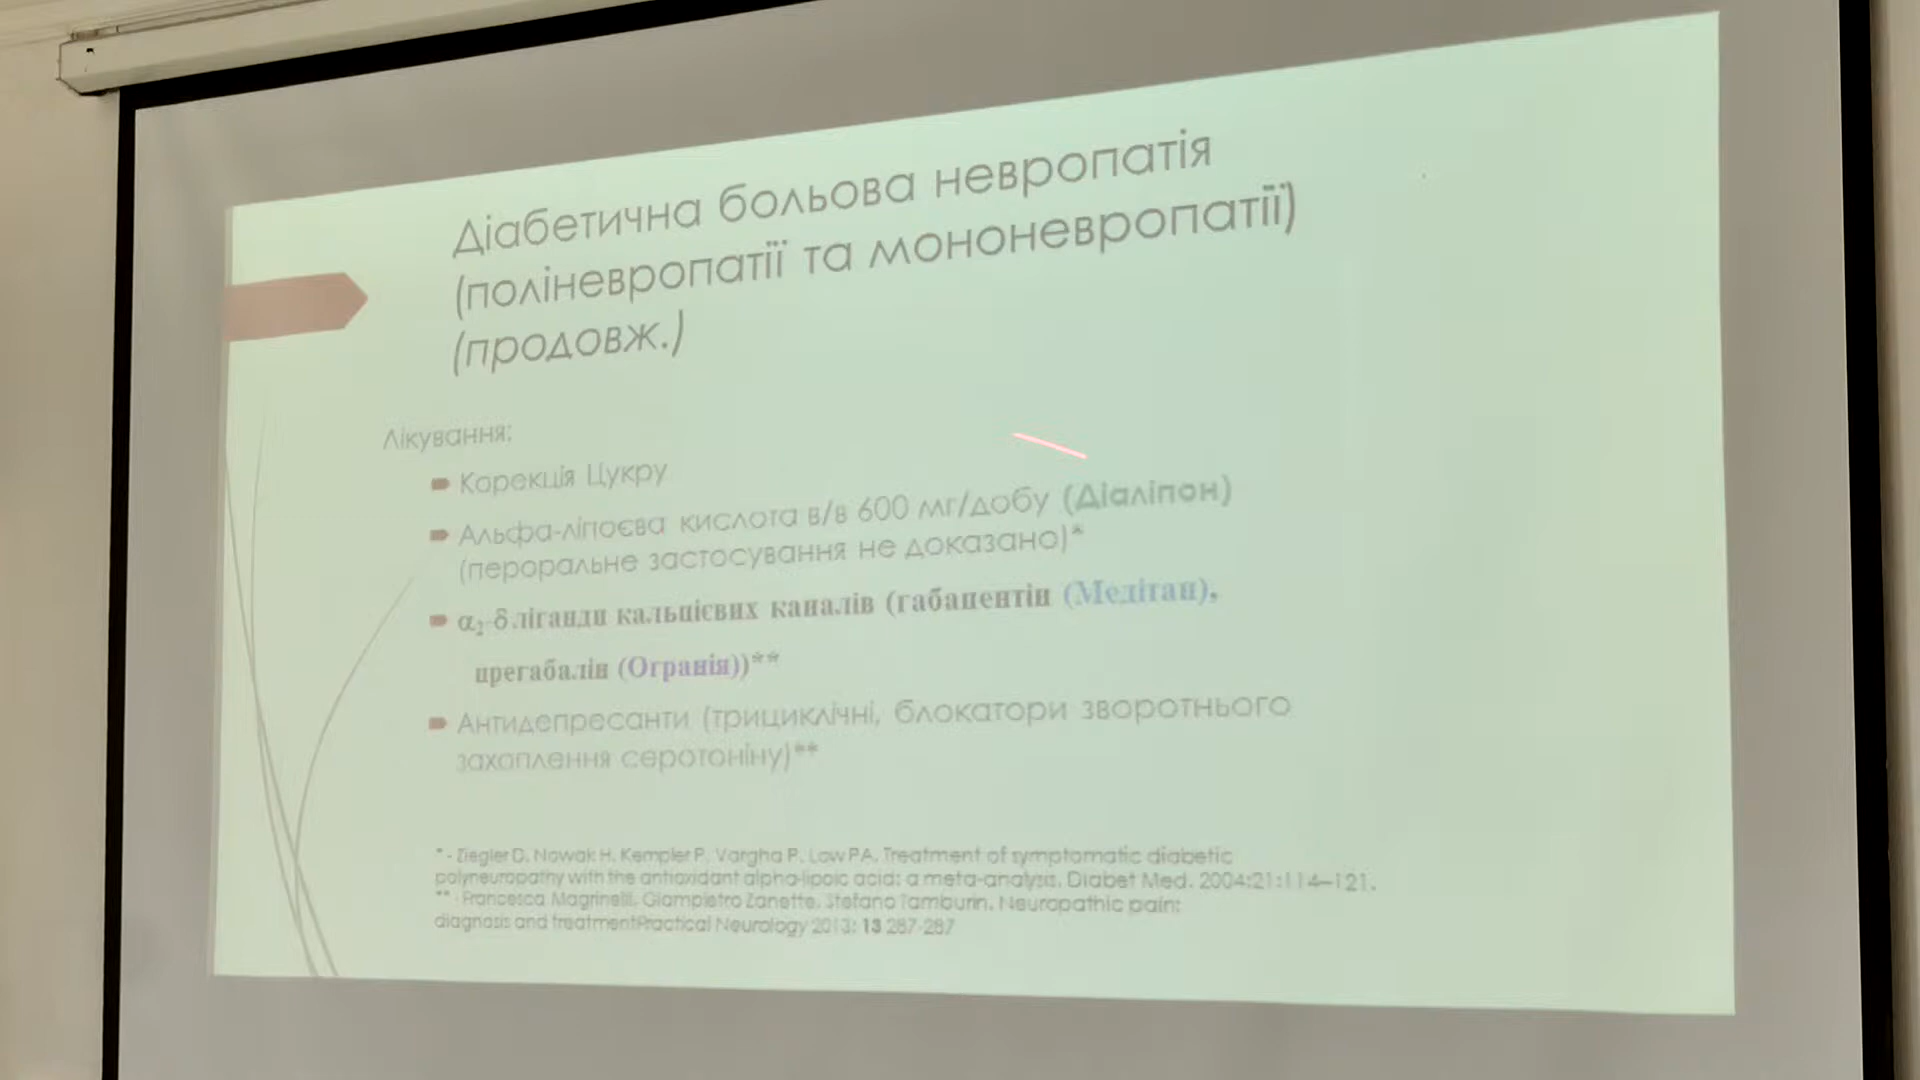 Діабетична больова невропатія
(поліневропатії та мононевропатії)
(продовж.)
Лікування:
Корекція Цукру
Альфа-ліпоєва кислота в/в 600 мг/добу (Діаліпон)
(пероральне застосування не доказано)*
α2-δ ліганди кальцієвих каналів (габапентін (Медітан),
прегабалін (Огранія))**
Антидепресанти (трициклічні, блокатори зворотнього
захоплення серотоніну)**
* - Ziegler D, Nowak H, Kempler P, Vargha P, Low PA. Treatment of symptomatic diabetic
polyneuropathy with the antioxidant alpha-lipoic acid: a meta-analysis. Diabet Med. 2004;21:114–121.
** - Francesca Magrinelli, Giampietro Zanette, Stefano Tamburin. Neuropathic pain:
diagnosis and treatmentPractical Neurology 2013; 13 287-287